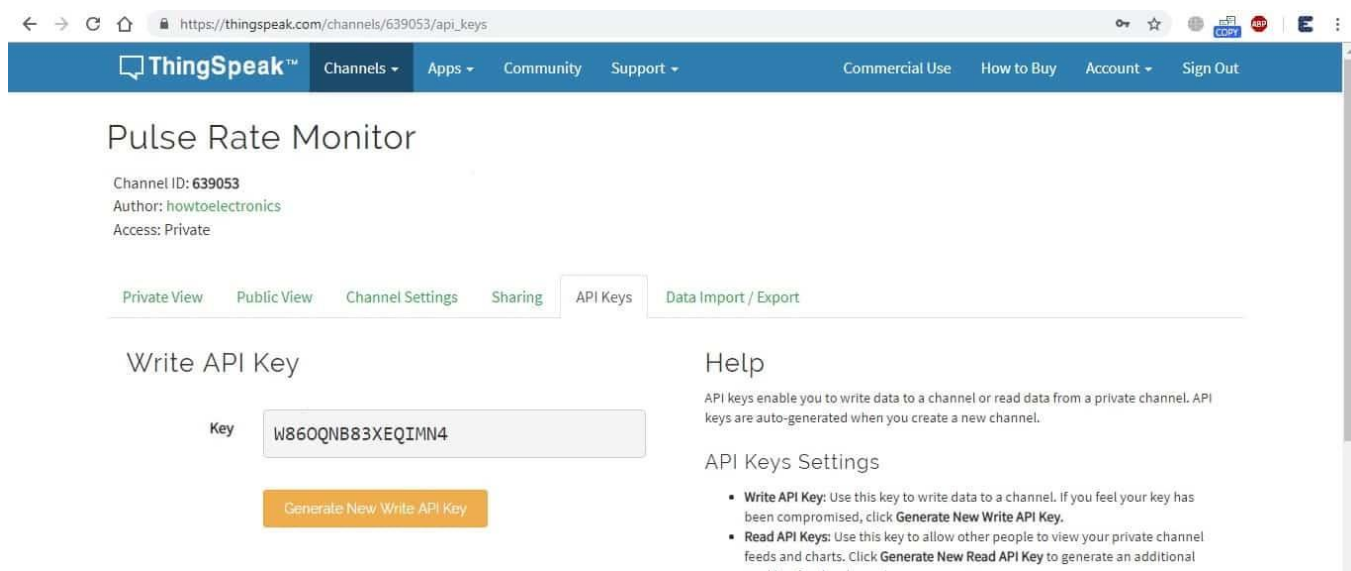 https://thingspeak.com/channels/639053/api_keys
COPY
ABP
E
ThingSpeak™ Channels Apps Community Support Commercial Use How to Buy Account Sign Out
Pulse Rate Monitor
Channel ID: 639053
Author: howtoelectronics
Access: Private
Private View Public View Channel Settings Sharing API Keys Data Import / Export
Write API Key
Key W86OQNB83XEQIMN4
Generate New Write API Key
Help
API keys enable you to write data to a channel or read data from a private channel. API
keys are auto-generated when you create a new channel.
API Keys Settings
• Write API Key: Use this key to write data to a channel. If you feel your key has
been compromised, click Generate New Write API Key.
• Read API Keys: Use this key to allow other people to view your private channel
feeds and charts. Click Generate New Read API Key to generate an additional